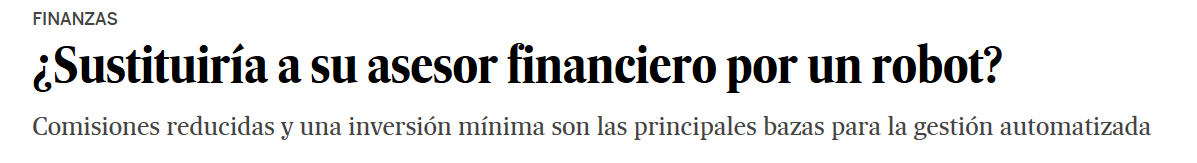 FINANZAS
¿Sustituiría a su asesor financiero por un robot?
Comisiones reducidas y una inversión mínima son las principales bazas para la gestión automatizada